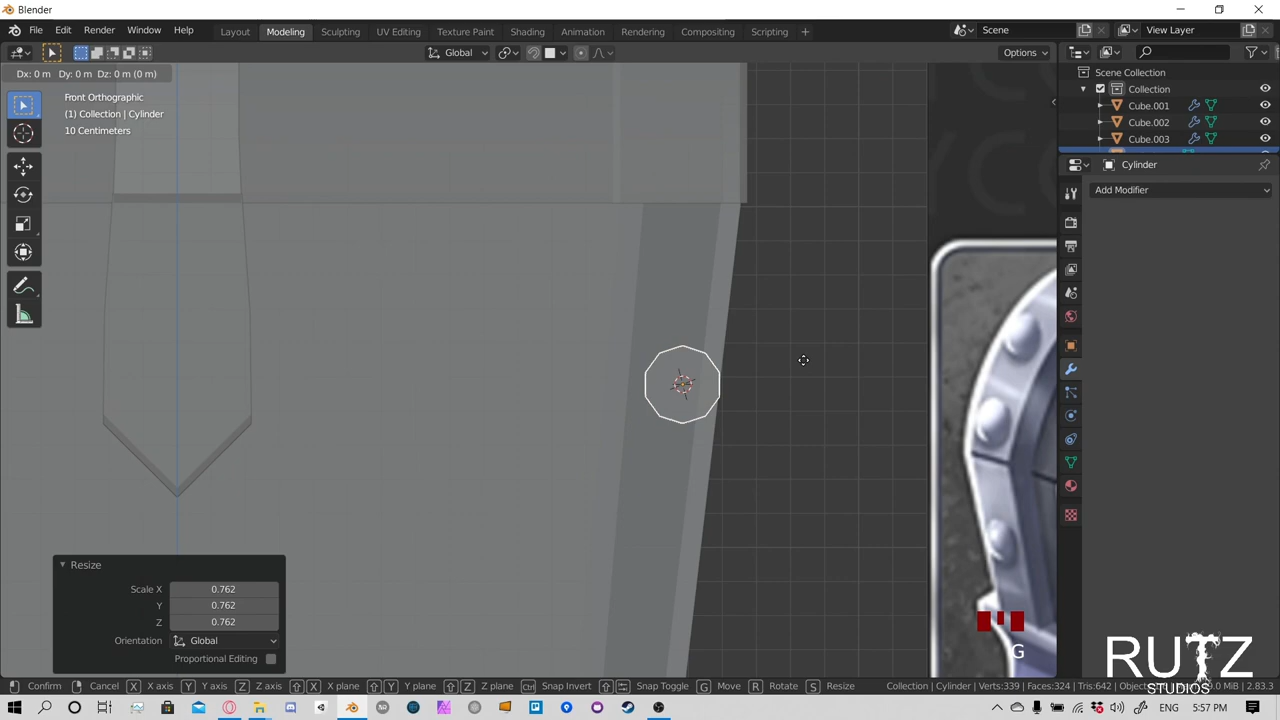 Blender
File Edit Render Window Help
Layout Modeling Sculpting UV Editing Texture Paint Shading Animation Rendering Compositing Scripting +
Scene
View Layer
Global
Options
Dx: 0 m Dy: 0 m Dz: 0 m (0 m)
Front Orthographic
(1) Collection | Cylinder
10 Centimeters
Scene Collection
Collection
Cube.001
Cube.002
Cube.003
Cylinder
Add Modifier
Resize
Scale X 0.762
Y 0.762
Z 0.762
Orientation Global
Proportional Editing
G
RUTZ
STUDIOS
Confirm Cancel X X axis Y Y axis Z Z axis X X plane Y Y plane Z Z plane Ctrl Snap Invert Snap Toggle G Move R Rotate S Resize
Collection | Cylinder | Verts:339 | Faces:324 | Tris:642 | 2.83.3
ENG 5:57 PM